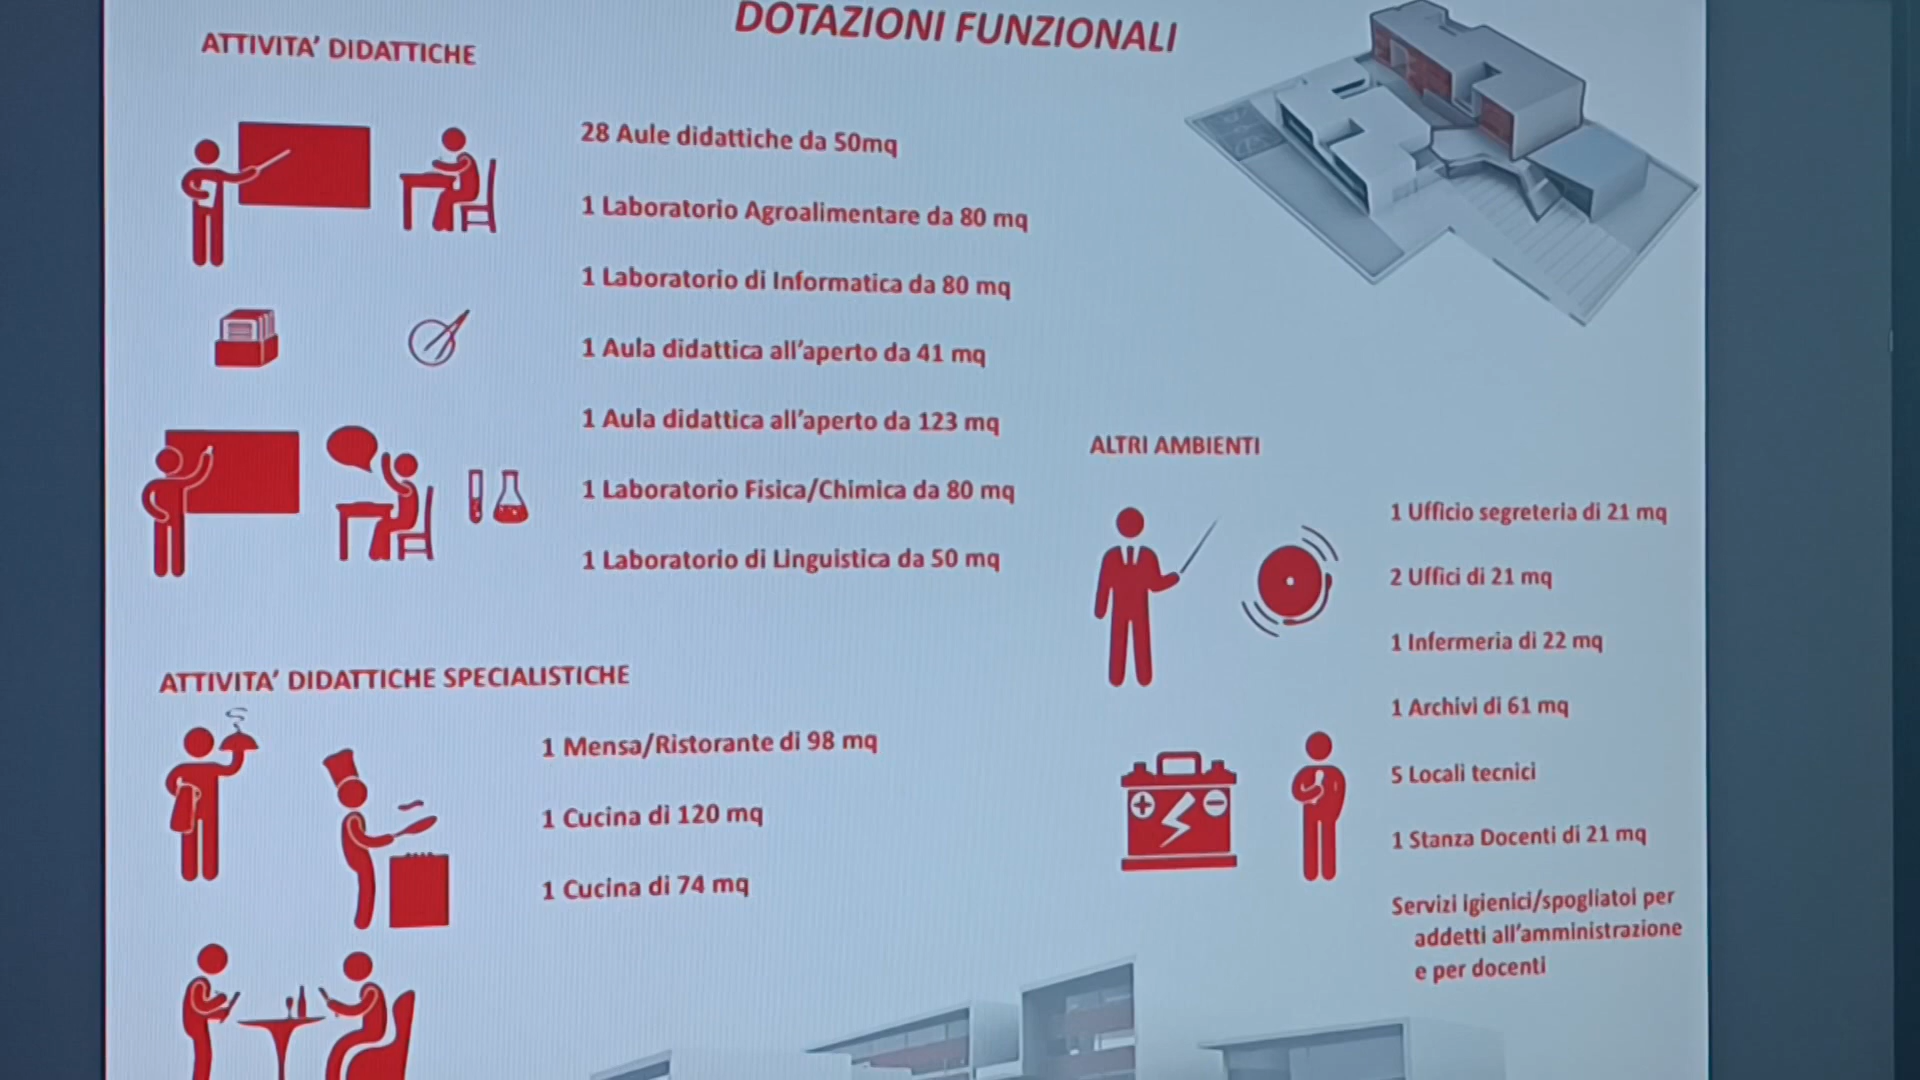 DOTAZIONI FUNZIONALI
ATTIVITA' DIDATTICHE
28 Aule didattiche da 50mq
1 Laboratorio Agroalimentare da 80 mq
1 Laboratorio di Informatica da 80 mq
1 Aula didattica all'aperto da 41 mq
1 Aula didattica all'aperto da 123 mq
1 Laboratorio Fisica/Chimica da 80 mq
1 Laboratorio di Linguistica da 50 mq
ATTIVITA' DIDATTICHE SPECIALISTICHE
1 Mensa/Ristorante di 98 mq
1 Cucina di 120 mq
1 Cucina di 74 mq
ALTRI AMBIENTI
1 Ufficio segreteria di 21 mq
2 Uffici di 21 mq
1 Infermeria di 22 mq
1 Archivi di 61 mq
5 Locali tecnici
1 Stanza Docenti di 21 mq
Servizi igienici/spogliatoi per
addetti all'amministrazione
e per docenti